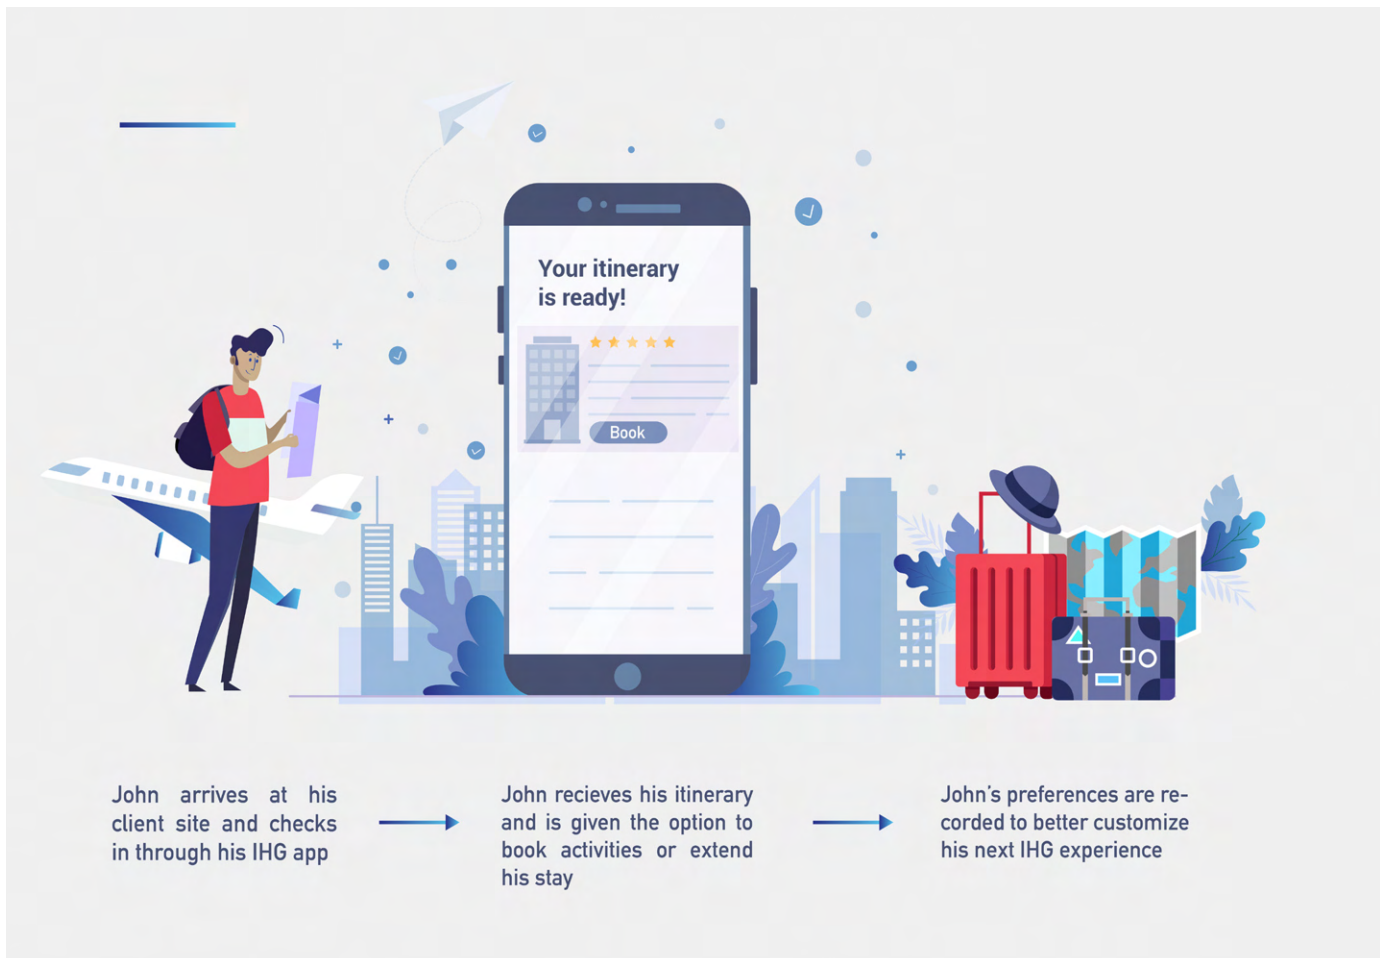 Your itinerary
is ready!
Book
John arrives at his
client site and checks
in through his IHG app
John recieves his itinerary
and is given the option to
book activities or extend
his stay
John's preferences are re-
corded to better customize
his next IHG experience